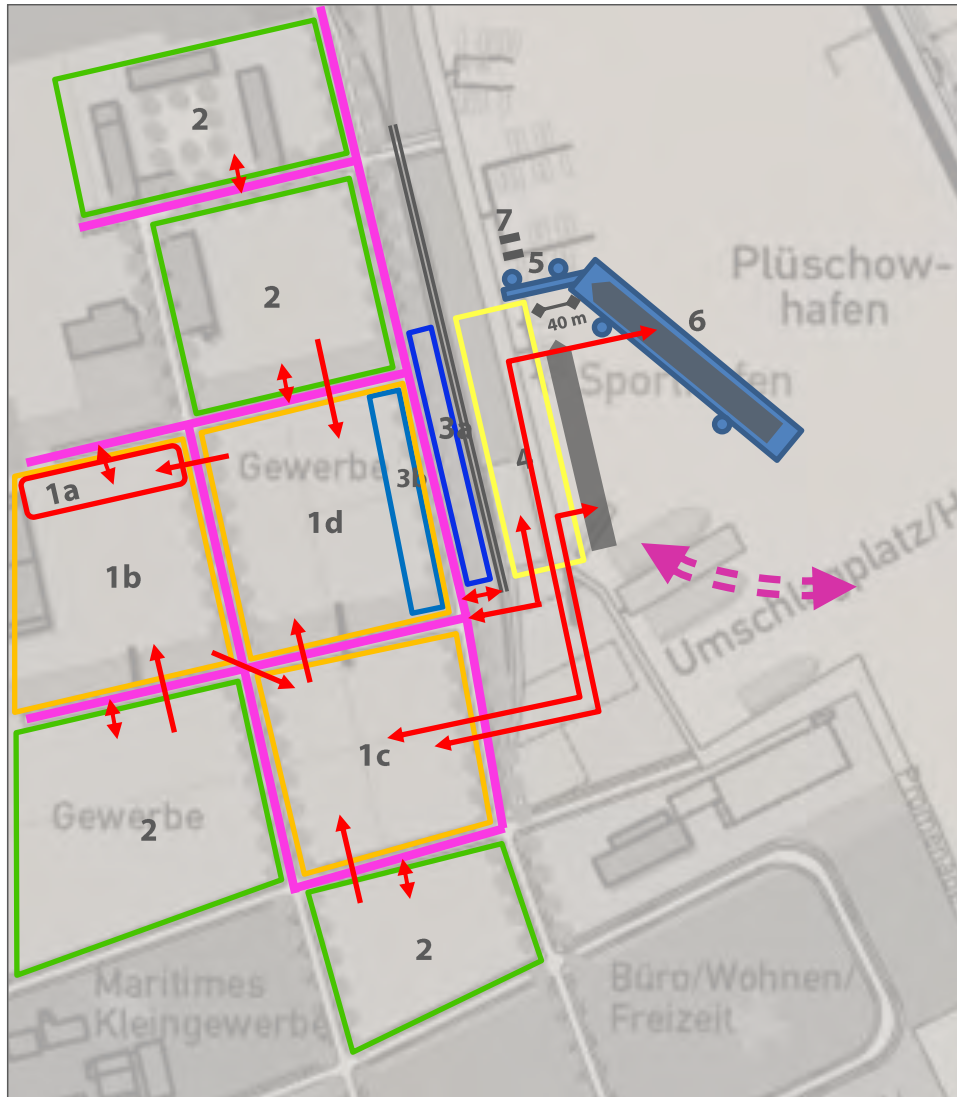 2
7
5
Plüschow-
hafen
2
40 m
6
Sporthafen
3a
4
Gewerbe
3b
1a
1d
1b
Umschlagplatz/H
1c
Gewerbe
2
Promenade
2
Maritimes
Kleingewerbe
Büro/Wohnen/
Freizeit